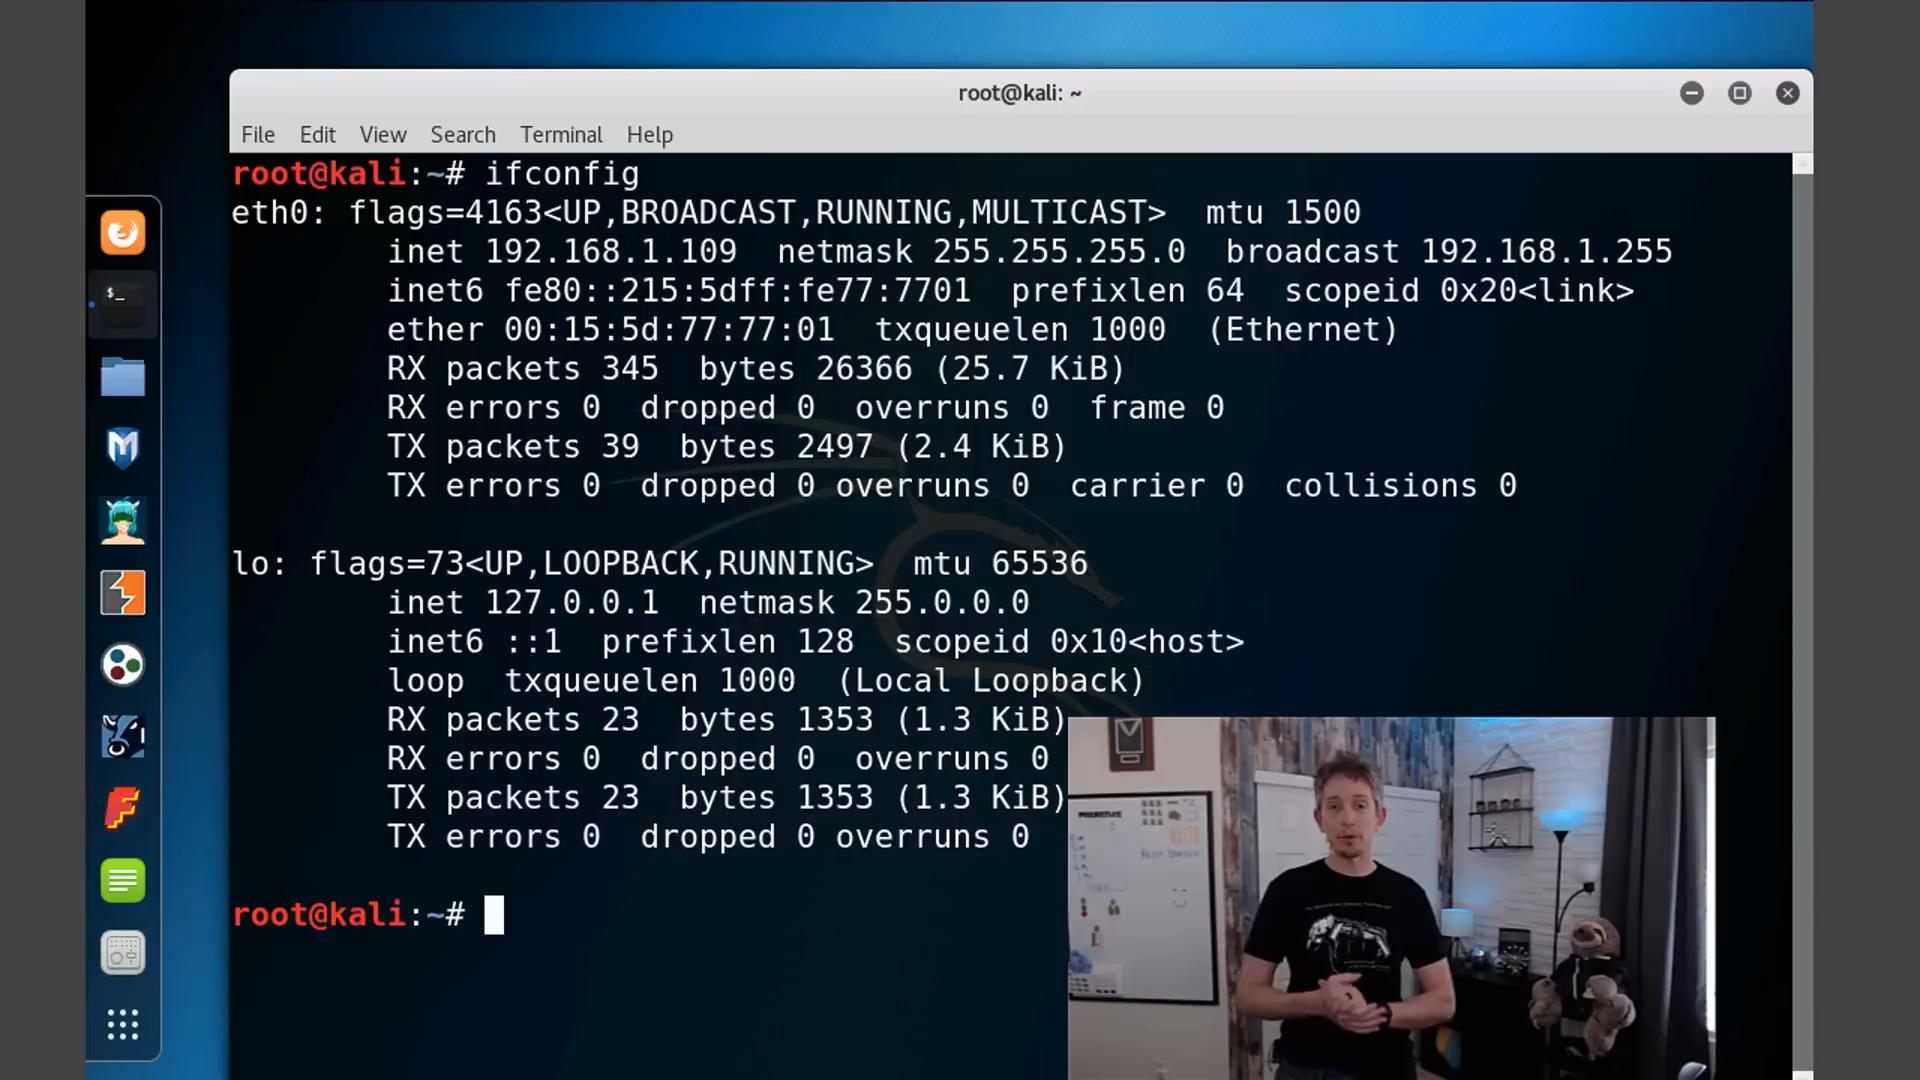 root@kali: ~
File Edit View Search Terminal Help
root@kali:~# ifconfig
eth0: flags=4163<UP,BROADCAST,RUNNING,MULTICAST>  mtu 1500
        inet 192.168.1.109  netmask 255.255.255.0  broadcast 192.168.1.255
        inet6 fe80::215:5dff:fe77:7701  prefixlen 64  scopeid 0x20<link>
        ether 00:15:5d:77:77:01  txqueuelen 1000  (Ethernet)
        RX packets 345  bytes 26366 (25.7 KiB)
        RX errors 0  dropped 0  overruns 0  frame 0
        TX packets 39  bytes 2497 (2.4 KiB)
        TX errors 0  dropped 0 overruns 0  carrier 0  collisions 0
lo: flags=73<UP,LOOPBACK,RUNNING>  mtu 65536
        inet 127.0.0.1  netmask 255.0.0.0
        inet6 ::1  prefixlen 128  scopeid 0x10<host>
        loop  txqueuelen 1000  (Local Loopback)
        RX packets 23  bytes 1353 (1.3 KiB)
        RX errors 0  dropped 0  overruns 0
        TX packets 23  bytes 1353 (1.3 KiB)
        TX errors 0  dropped 0 overruns 0
root@kali:~#